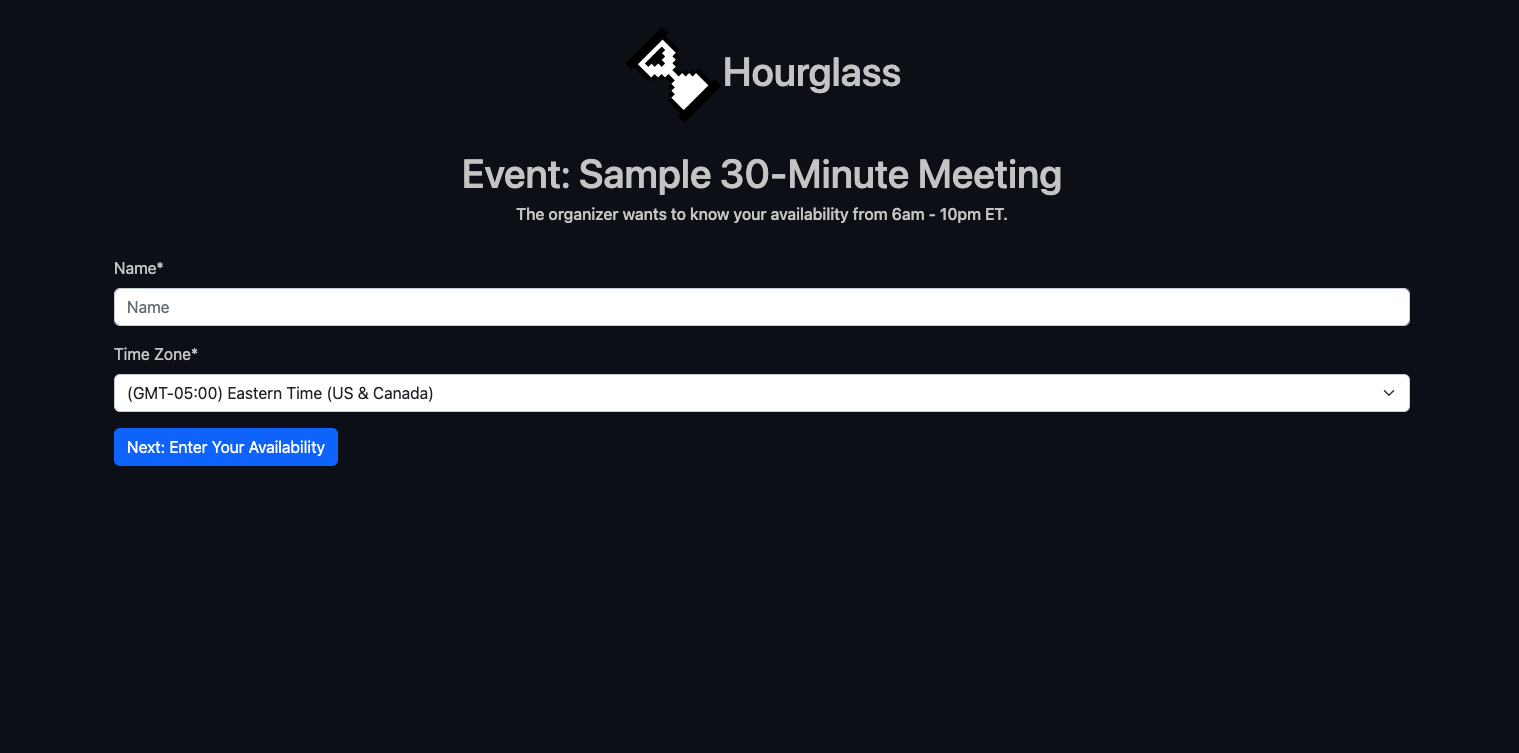 Hourglass
Event: Sample 30-Minute Meeting
The organizer wants to know your availability from 6am - 10pm ET.
Name*
Name
Time Zone*
(GMT-05:00) Eastern Time (US & Canada)
Next: Enter Your Availability